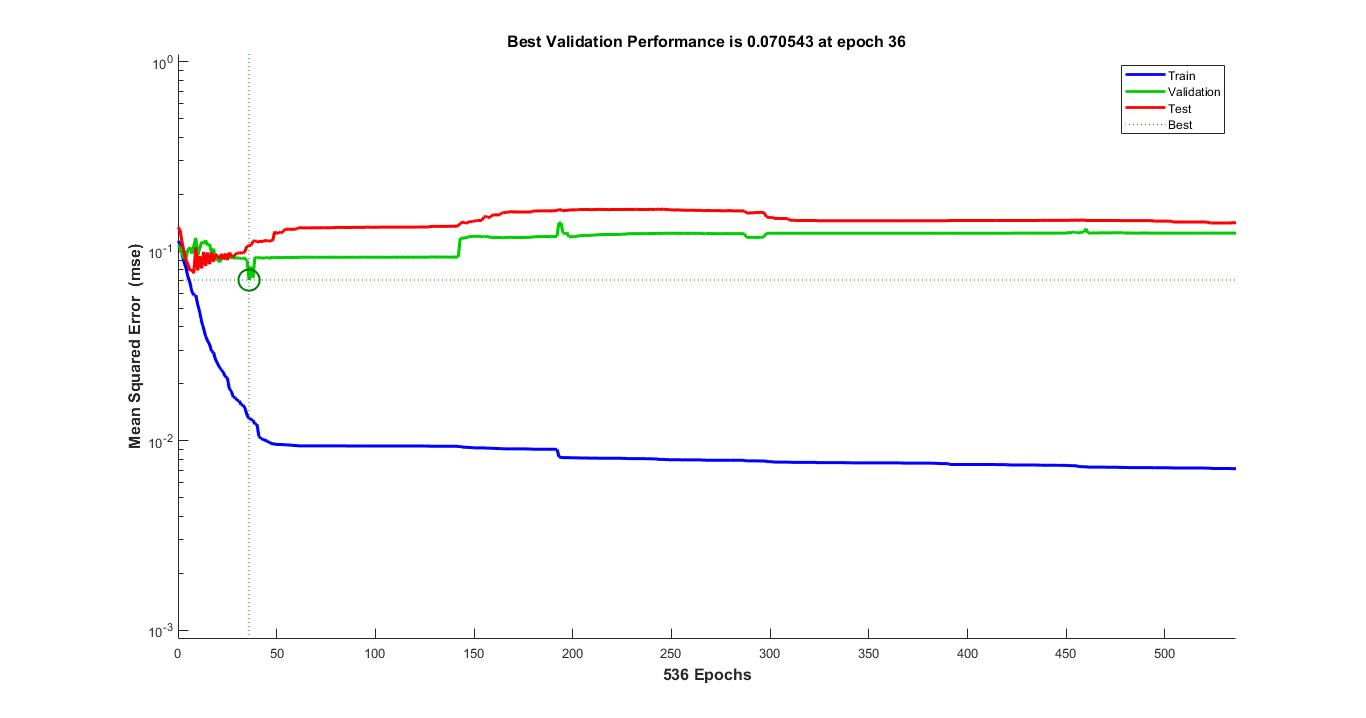 Best Validation Performance is 0.070543 at epoch 36
Train
Validation
Test
Best
Mean Squared Error (mse)
10^0
10^-1
10^-2
10^-3
0 50 100 150 200 250 300 350 400 450 500
536 Epochs